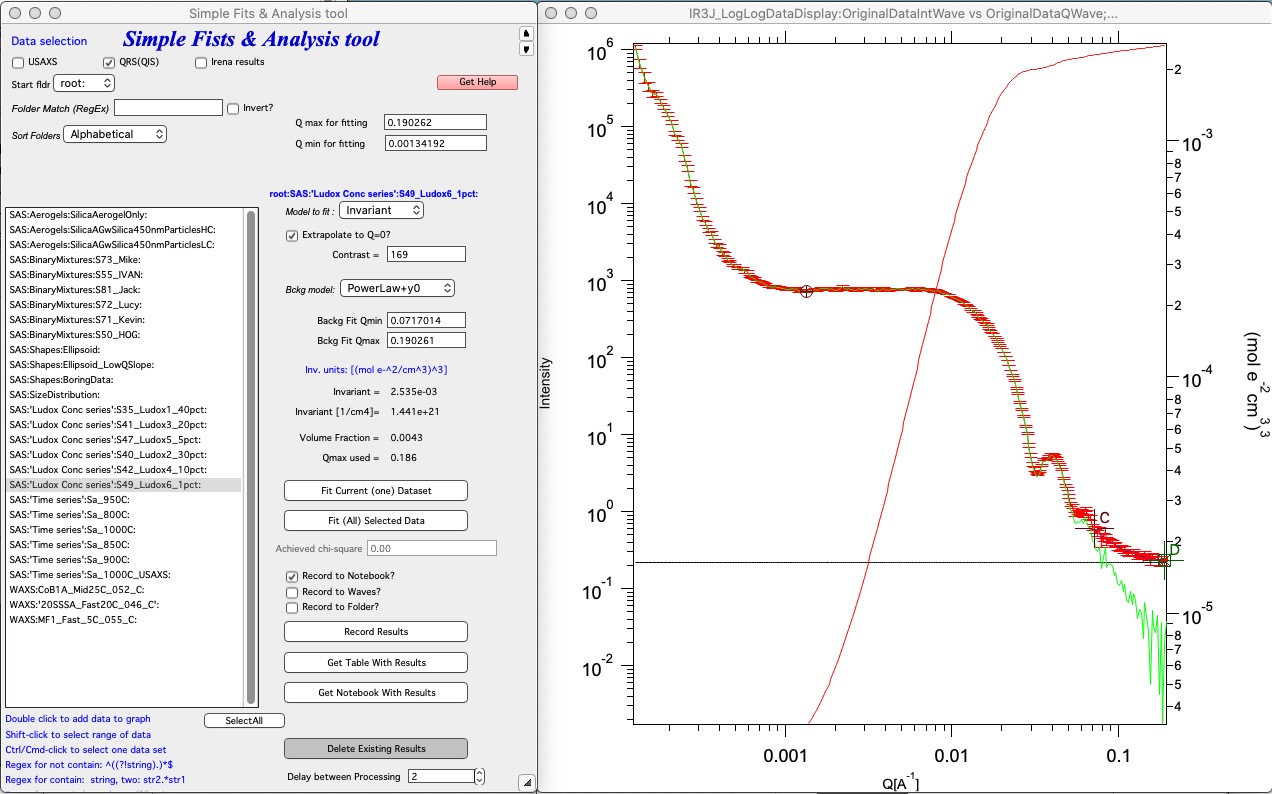 Simple Fits & Analysis tool
Data selection
Simple Fists & Analysis tool
USAXS
QRS(QIS)
Irena results
Start fldr
root:
Get Help
Folder Match (RegEx)
Invert?
Sort Folders
Alphabetical
Q max for fitting
0.190262
Q min for fitting
0.00134192
root:SAS:'Ludox Conc series':S49_Ludox6_1pct:
Model to fit :
Invariant
Extrapolate to Q=0?
Contrast =
169
Bckg model:
PowerLaw+y0
Backg Fit Qmin
0.0717014
Bckg Fit Qmax
0.190261
Inv. units: [(mol e-^2/cm^3)^3]
Invariant =
2.535e-03
Invariant [1/cm4]=
1.441e+21
Volume Fraction =
0.0043
Qmax used =
0.186
Fit Current (one) Dataset
Fit (All) Selected Data
Achieved chi-square
0.00
Record to Notebook?
Record to Waves?
Record to Folder?
Record Results
Get Table With Results
Get Notebook With Results
Delete Existing Results
Delay between Processing
2
SAS:Aerogels:SilicaAerogelOnly:
SAS:Aerogels:SilicaAGwSilica450nmParticlesHC:
SAS:Aerogels:SilicaAGwSilica450nmParticlesLC:
SAS:BinaryMixtures:S73_Mike:
SAS:BinaryMixtures:S55_IVAN:
SAS:BinaryMixtures:S81_Jack:
SAS:BinaryMixtures:S72_Lucy:
SAS:BinaryMixtures:S71_Kevin:
SAS:BinaryMixtures:S50_HOG:
SAS:Shapes:Ellipsoid:
SAS:Shapes:Ellipsoid_LowQSlope:
SAS:Shapes:BoringData:
SAS:SizeDistribution:
SAS:'Ludox Conc series':S35_Ludox1_40pct:
SAS:'Ludox Conc series':S41_Ludox3_20pct:
SAS:'Ludox Conc series':S47_Ludox5_5pct:
SAS:'Ludox Conc series':S40_Ludox2_30pct:
SAS:'Ludox Conc series':S42_Ludox4_10pct:
SAS:'Ludox Conc series':S49_Ludox6_1pct:
SAS:'Time series':Sa_950C:
SAS:'Time series':Sa_800C:
SAS:'Time series':Sa_1000C:
SAS:'Time series':Sa_850C:
SAS:'Time series':Sa_900C:
SAS:'Time series':Sa_1000C_USAXS:
WAXS:CoB1A_Mid25C_052_C:
WAXS:'20SSSA_Fast20C_046_C':
WAXS:MF1_Fast_5C_055_C:
Double click to add data to graph
SelectAll
Shift-click to select range of data
Ctrl/Cmd-click to select one data set
Regex for not contain: ^((?!string).)*$
Regex for contain: string, two: str2.*str1
IR3J_LogLogDataDisplay:OriginalDataIntWave vs OriginalDataQWave;...
10^6
10^5
10^4
10^3
10^2
10^1
10^0
10^-1
10^-2
Intensity
C
D
0.001
0.01
0.1
Q[A^-1]
2
10^-3
8
7
6
5
4
3
2
10^-4
8
7
6
5
4
3
2
10^-5
8
7
6
5
4
(mol e^-2 cm^3)^3